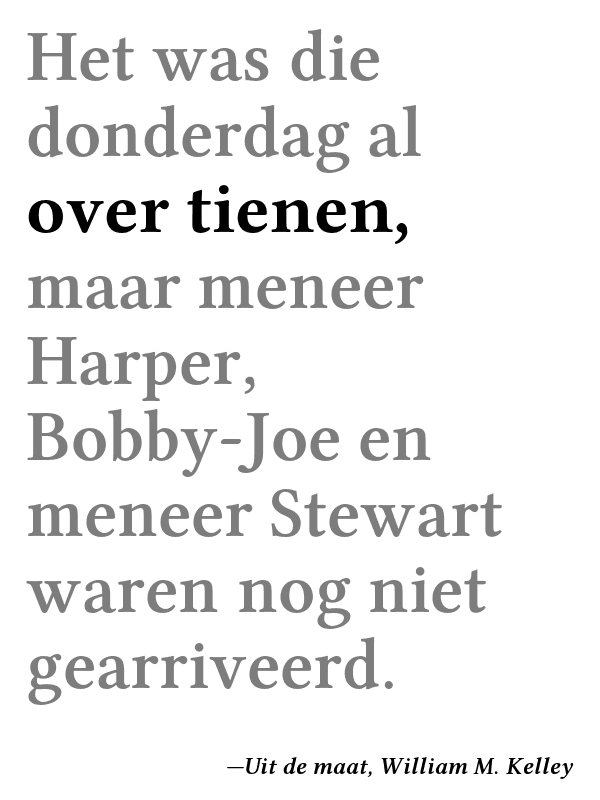 Het was die
donderdag al
over tienen,
maar meneer
Harper,
Bobby-Joe en
meneer Stewart
waren nog niet
gearriveerd.
—Uit de maat, William M. Kelley